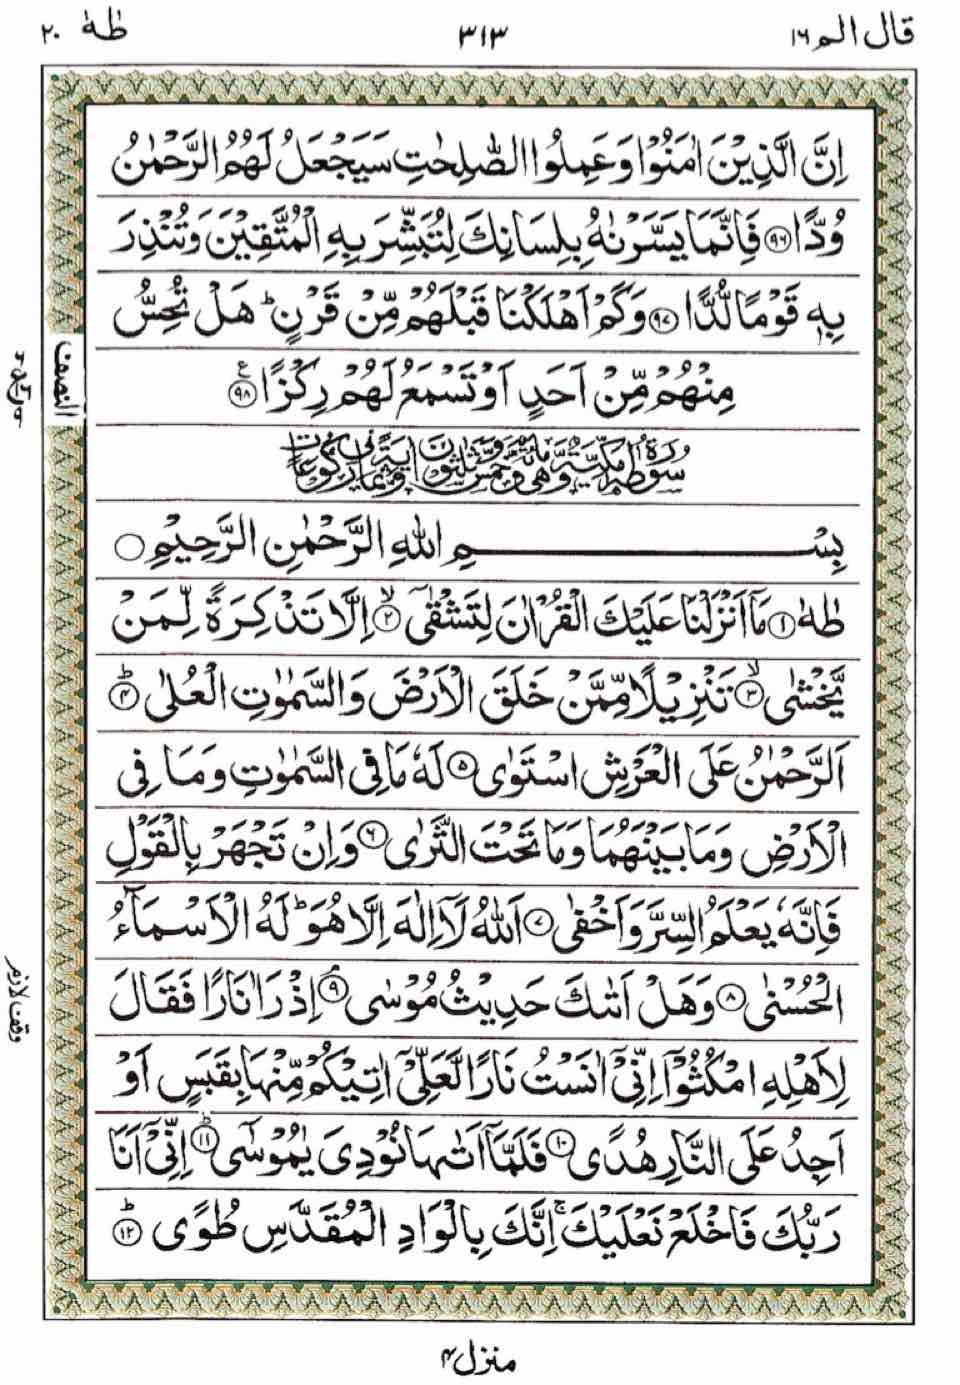 قال الم ١٦
٣١٣
طٰهٰ ٢٠
اِنَّ الَّذِيْنَ اٰمَنُوْا وَعَمِلُوا الصّٰلِحٰتِ سَيَجْعَلُ لَهُمُ الرَّحْمٰنُ
وُدًّا ﴿٩٦﴾ فَاِنَّمَا يَسَّرْنٰهُ بِلِسَانِكَ لِتُبَشِّرَ بِهِ الْمُتَّقِيْنَ وَتُنْذِرَ
بِهٖ قَوْمًا لُّدًّا ﴿٩٧﴾ وَكَمْ اَهْلَكْنَا قَبْلَهُمْ مِّنْ قَرْنٍ ؕ هَلْ تُحِسُّ
مِنْهُمْ مِّنْ اَحَدٍ اَوْ تَسْمَعُ لَهُمْ رِكْزًا ﴿٩٨﴾ ع
سُوْرَةُ طٰهٰ مَكِّيَّةٌ وَّهِيَ مِائَةٌ وَّخَمْسٌ وَّثَلٰثُوْنَ اٰيَةً وَّثَمَانِيْ رُكُوْعَاتٍ
بِسْمِ اللّٰهِ الرَّحْمٰنِ الرَّحِيْمِ
طٰهٰ ﴿١﴾ مَاۤ اَنْزَلْنَا عَلَيْكَ الْقُرْاٰنَ لِتَشْقٰۤى ﴿٢﴾ۙ اِلَّا تَذْكِرَةً لِّمَنْ
يَّخْشٰى ﴿٣﴾ۙ تَنْزِيْلًا مِّمَّنْ خَلَقَ الْاَرْضَ وَالسَّمٰوٰتِ الْعُلٰى ﴿٤﴾ؕ
اَلرَّحْمٰنُ عَلَى الْعَرْشِ اسْتَوٰى ﴿٥﴾ لَهٗ مَا فِى السَّمٰوٰتِ وَمَا فِى
الْاَرْضِ وَمَا بَيْنَهُمَا وَمَا تَحْتَ الثَّرٰى ﴿٦﴾ وَاِنْ تَجْهَرْ بِالْقَوْلِ
فَاِنَّهٗ يَعْلَمُ السِّرَّ وَاَخْفٰى ﴿٧﴾ اَللّٰهُ لَاۤ اِلٰهَ اِلَّا هُوَ ؕ لَهُ الْاَسْمَآءُ
الْحُسْنٰى ﴿٨﴾ وَهَلْ اَتٰىكَ حَدِيْثُ مُوْسٰى ﴿٩﴾ۘ اِذْ رَاٰ نَارًا فَقَالَ
لِاَهْلِهِ امْكُثُوْۤا اِنِّيْۤ اٰنَسْتُ نَارًا لَّعَلِّيْۤ اٰتِيْكُمْ مِّنْهَا بِقَبَسٍ اَوْ
اَجِدُ عَلَى النَّارِ هُدًى ﴿١٠﴾ فَلَمَّاۤ اَتٰىهَا نُوْدِىَ يٰمُوْسٰى ﴿١١﴾ؕ اِنِّيْۤ اَنَا
رَبُّكَ فَاخْلَعْ نَعْلَيْكَ ۚ اِنَّكَ بِالْوَادِ الْمُقَدَّسِ طُوًى ﴿١٢﴾ؕ
النصف
وقف لازم
منزل ٤